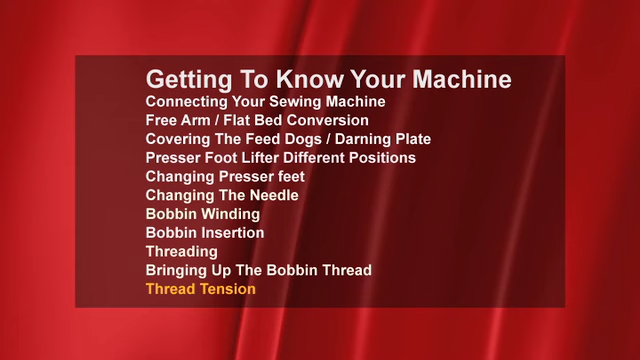 Getting To Know Your Machine
Connecting Your Sewing Machine
Free Arm / Flat Bed Conversion
Covering The Feed Dogs / Darning Plate
Presser Foot Lifter Different Positions
Changing Presser feet
Changing The Needle
Bobbin Winding
Bobbin Insertion
Threading
Bringing Up The Bobbin Thread
Thread Tension